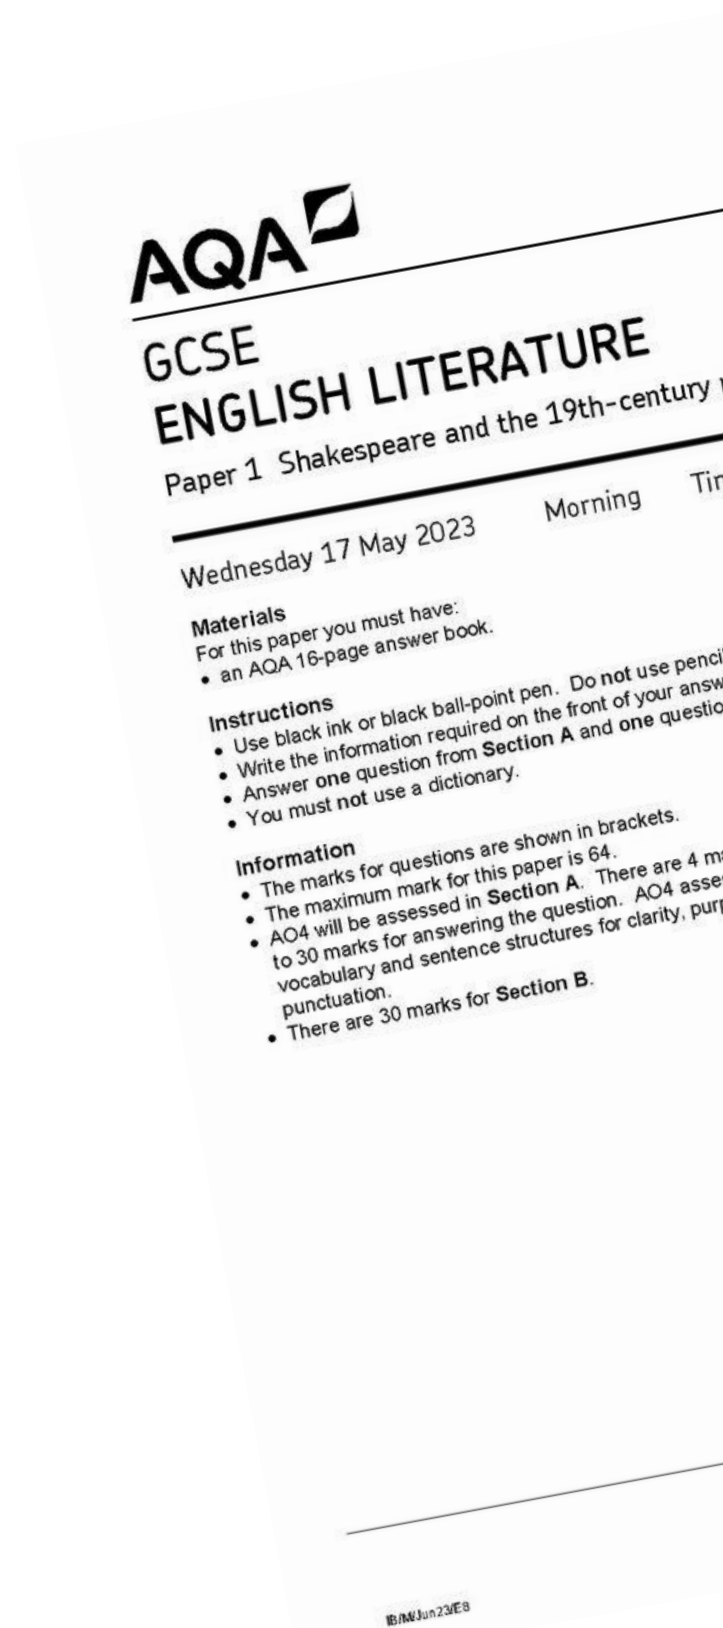 AQA
GCSE
ENGLISH LITERATURE
Paper 1 Shakespeare and the 19th-century
Wednesday 17 May 2023 Morning
Materials
For this paper you must have:
• an AQA 16-page answer book.
Instructions
• Use black ink or black ball-point pen. Do not use pencil
• Write the information required on the front of your
• Answer one question from Section A and one
• You must not use a dictionary.
Information
• The marks for questions are shown in brackets.
• The maximum mark for this paper is 64.
• AO4 will be assessed in Section A. There are 4
to 30 marks for answering the question. AO4
vocabulary and sentence structures for clarity,
punctuation.
• There are 30 marks for Section B.
IB/M/Jun23/E8